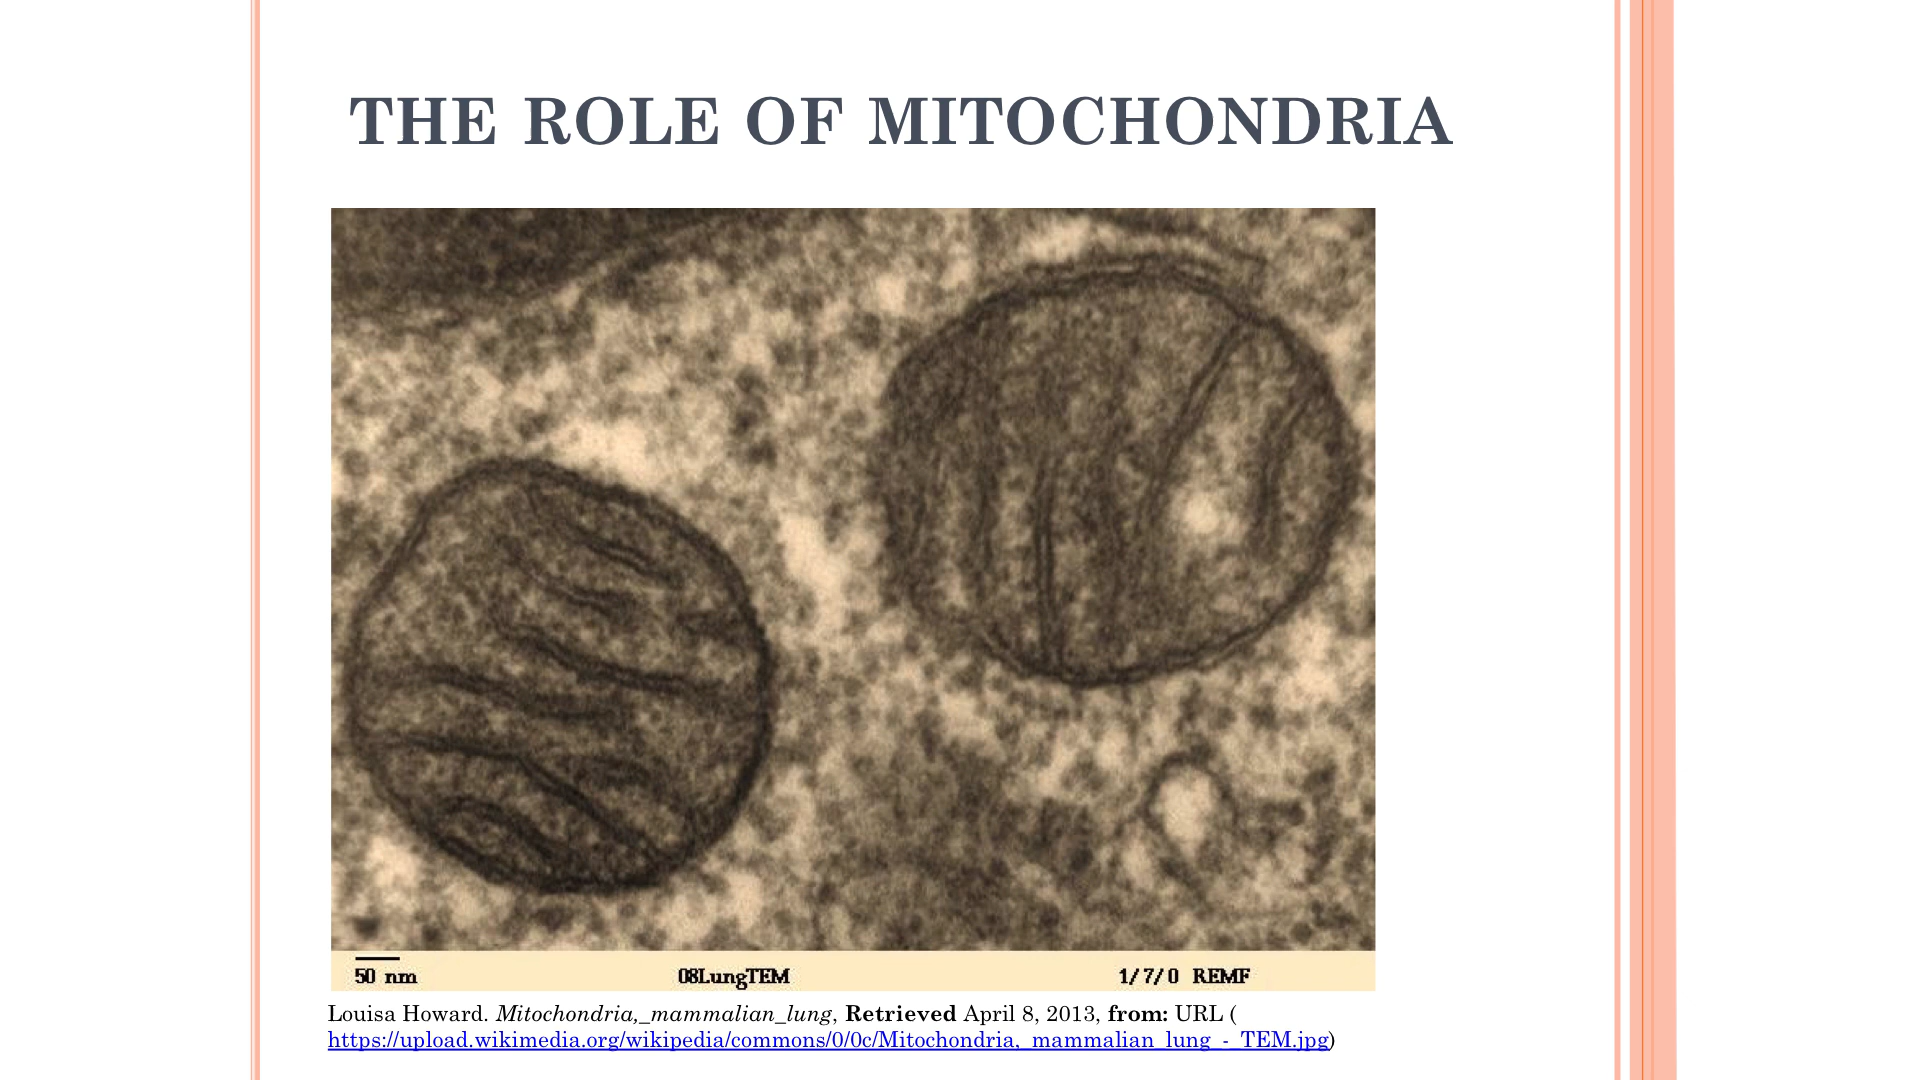 THE ROLE OF MITOCHONDRIA
50 nm 08LungTEM 1/7/0 REMF
Louisa Howard. Mitochondria,_mammalian_lung, Retrieved April 8, 2013, from: URL (
https://upload.wikimedia.org/wikipedia/commons/0/0c/Mitochondria,_mammalian_lung_-_TEM.jpg)